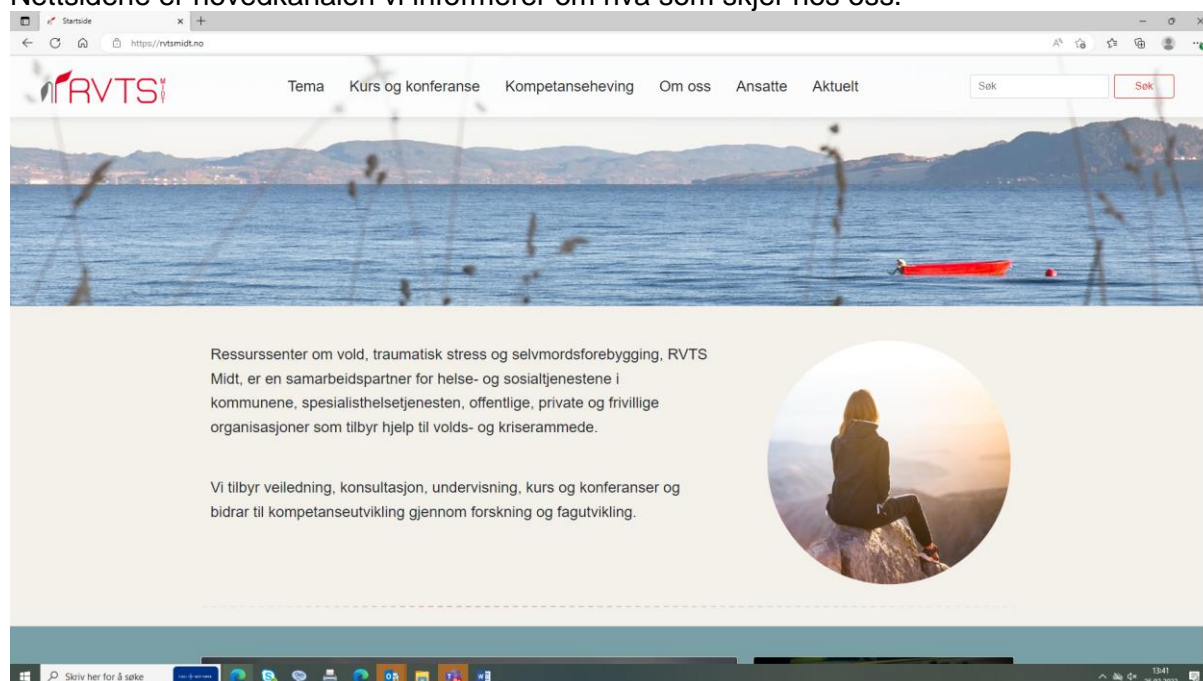 Nettsidene er hovedkanalen vi informerer om hva som skjer hos oss.
Startside
https://rvtsmidt.no
RVTS MIDT
Tema Kurs og konferanse Kompetanseheving Om oss Ansatte Aktuelt Søk Søk
Ressurssenter om vold, traumatisk stress og selvmordsforebygging, RVTS
Midt, er en samarbeidspartner for helse- og sosialtjenestene i
kommunene, spesialisthelsetjenesten, offentlige, private og frivillige
organisasjoner som tilbyr hjelp til volds- og kriserammede.
Vi tilbyr veiledning, konsultasjon, undervisning, kurs og konferanser og
bidrar til kompetanseutvikling gjennom forskning og fagutvikling.
Skriv her for å søke
13:41